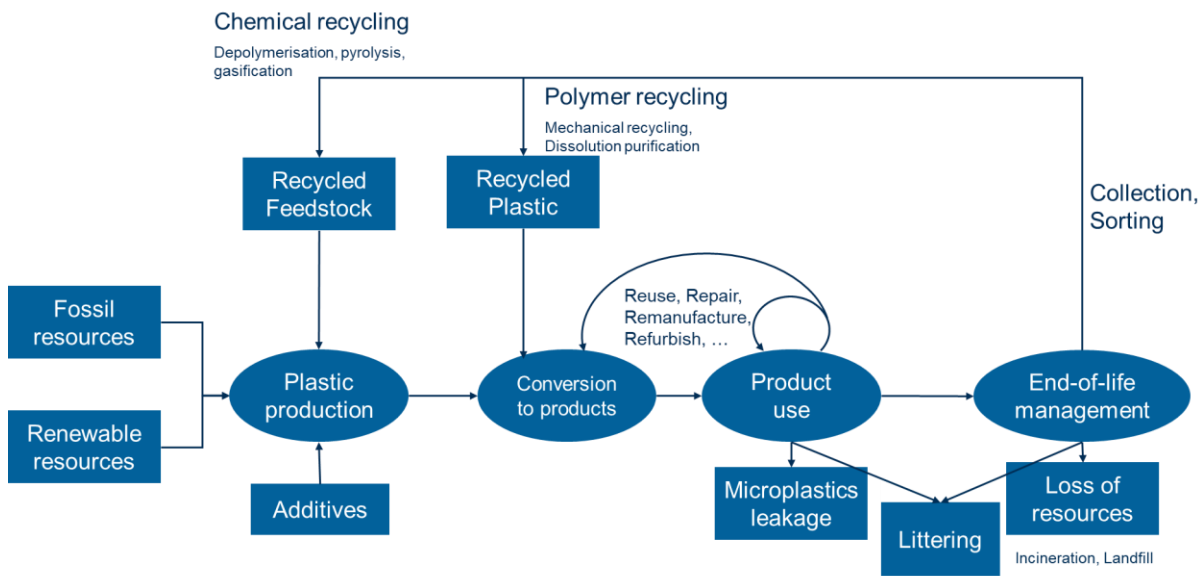 Chemical recycling
Depolymerisation, pyrolysis,
gasification
Polymer recycling
Mechanical recycling,
Dissolution purification
Recycled
Feedstock
Recycled
Plastic
Collection,
Sorting
Fossil
resources
Reuse, Repair,
Remanufacture,
Refurbish, …
Plastic
production
Conversion
to products
Product
use
End-of-life
management
Renewable
resources
Additives
Microplastics
leakage
Littering
Loss of
resources
Incineration, Landfill